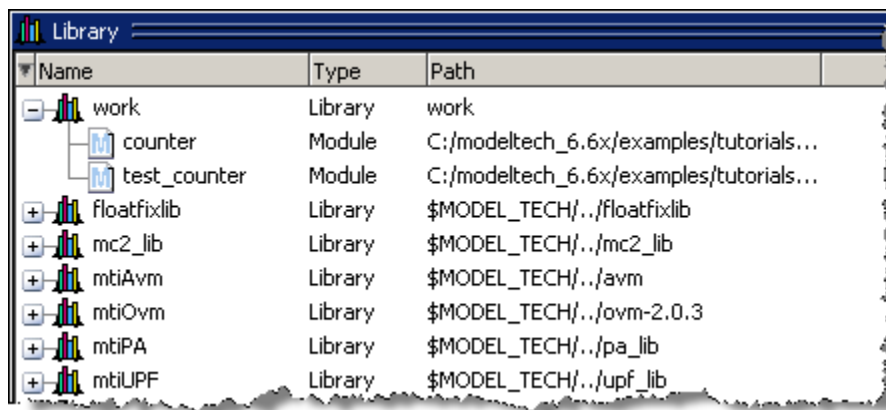 Library
Name Type Path
work Library work
M counter Module C:/modeltech_6.6x/examples/tutorials...
M test_counter Module C:/modeltech_6.6x/examples/tutorials...
floatfixlib Library $MODEL_TECH/../floatfixlib
mc2_lib Library $MODEL_TECH/../mc2_lib
mtiAvm Library $MODEL_TECH/../avm
mtiOvm Library $MODEL_TECH/../ovm-2.0.3
mtiPA Library $MODEL_TECH/../pa_lib
mtiUPF Library $MODEL_TECH/../upf_lib